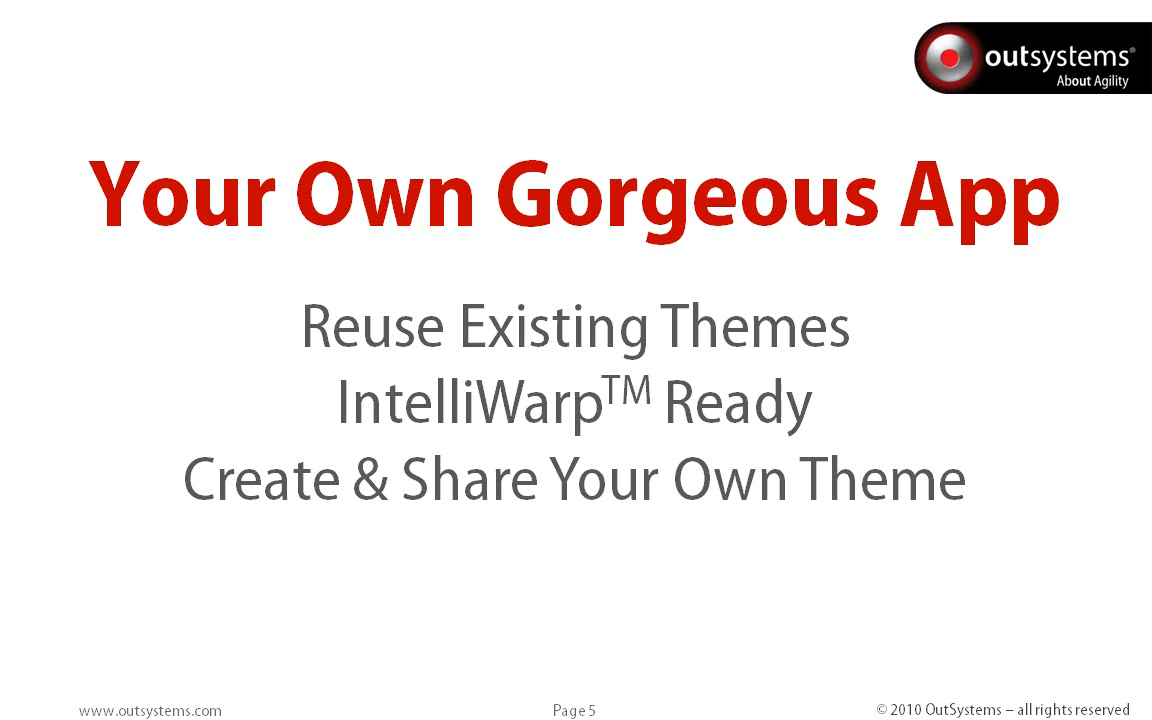 outsystems®
About Agility
Your Own Gorgeous App
Reuse Existing Themes
IntelliWarp™ Ready
Create & Share Your Own Theme
www.outsystems.com Page 5 © 2010 OutSystems – all rights reserved